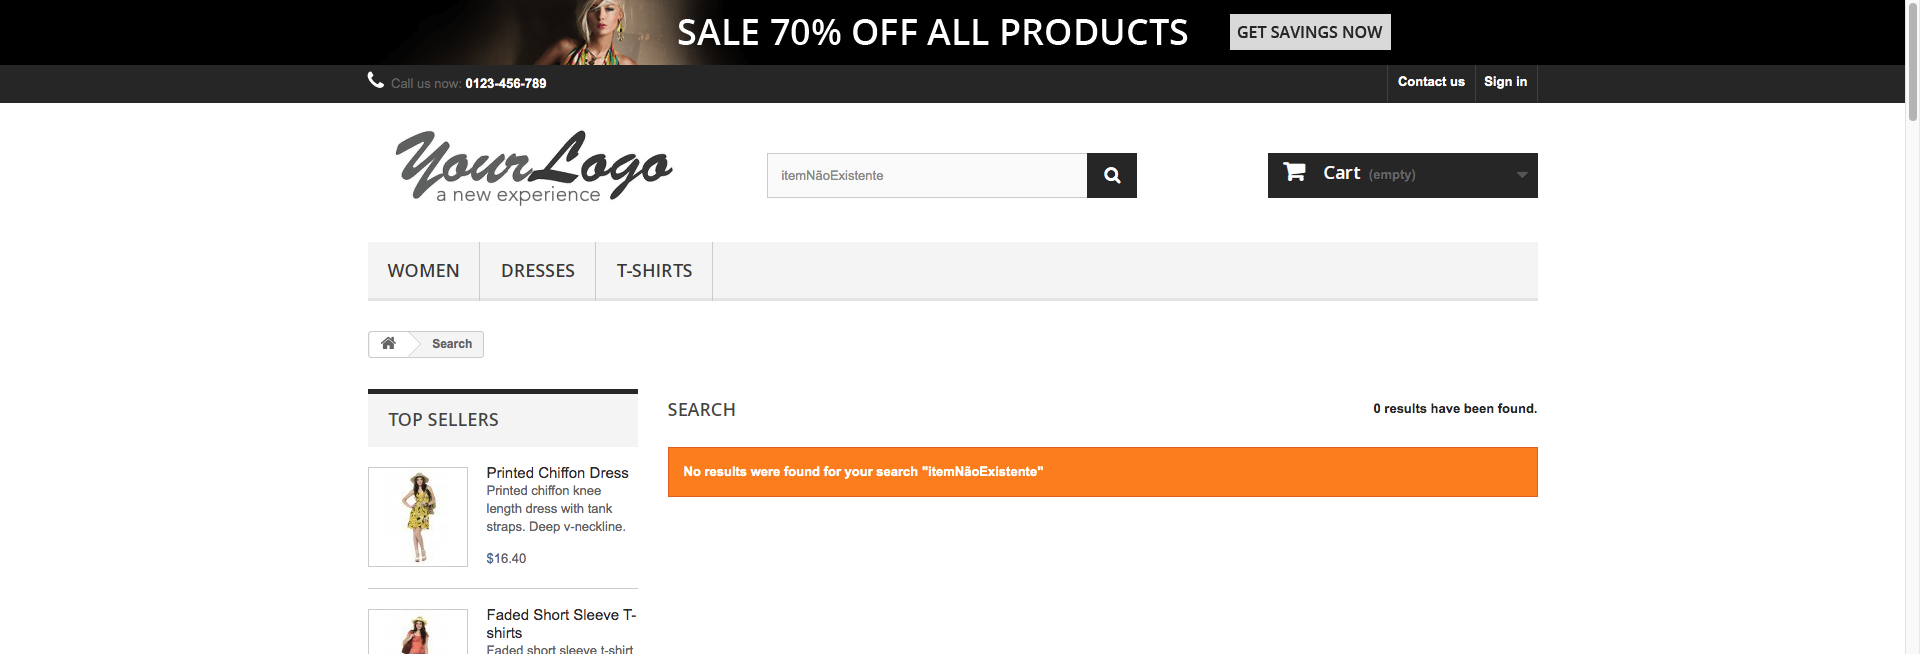 SALE 70% OFF ALL PRODUCTS
GET SAVINGS NOW
Call us now: 0123-456-789
Contact us
Sign in
YourLogo
a new experience
itemNãoExistente
Cart (empty)
WOMEN
DRESSES
T-SHIRTS
Search
TOP SELLERS
Printed Chiffon Dress
Printed chiffon knee
length dress with tank
straps. Deep v-neckline.
$16.40
Faded Short Sleeve T-
shirts
Faded short sleeve t-shirt
SEARCH
0 results have been found.
No results were found for your search "itemNãoExistente"